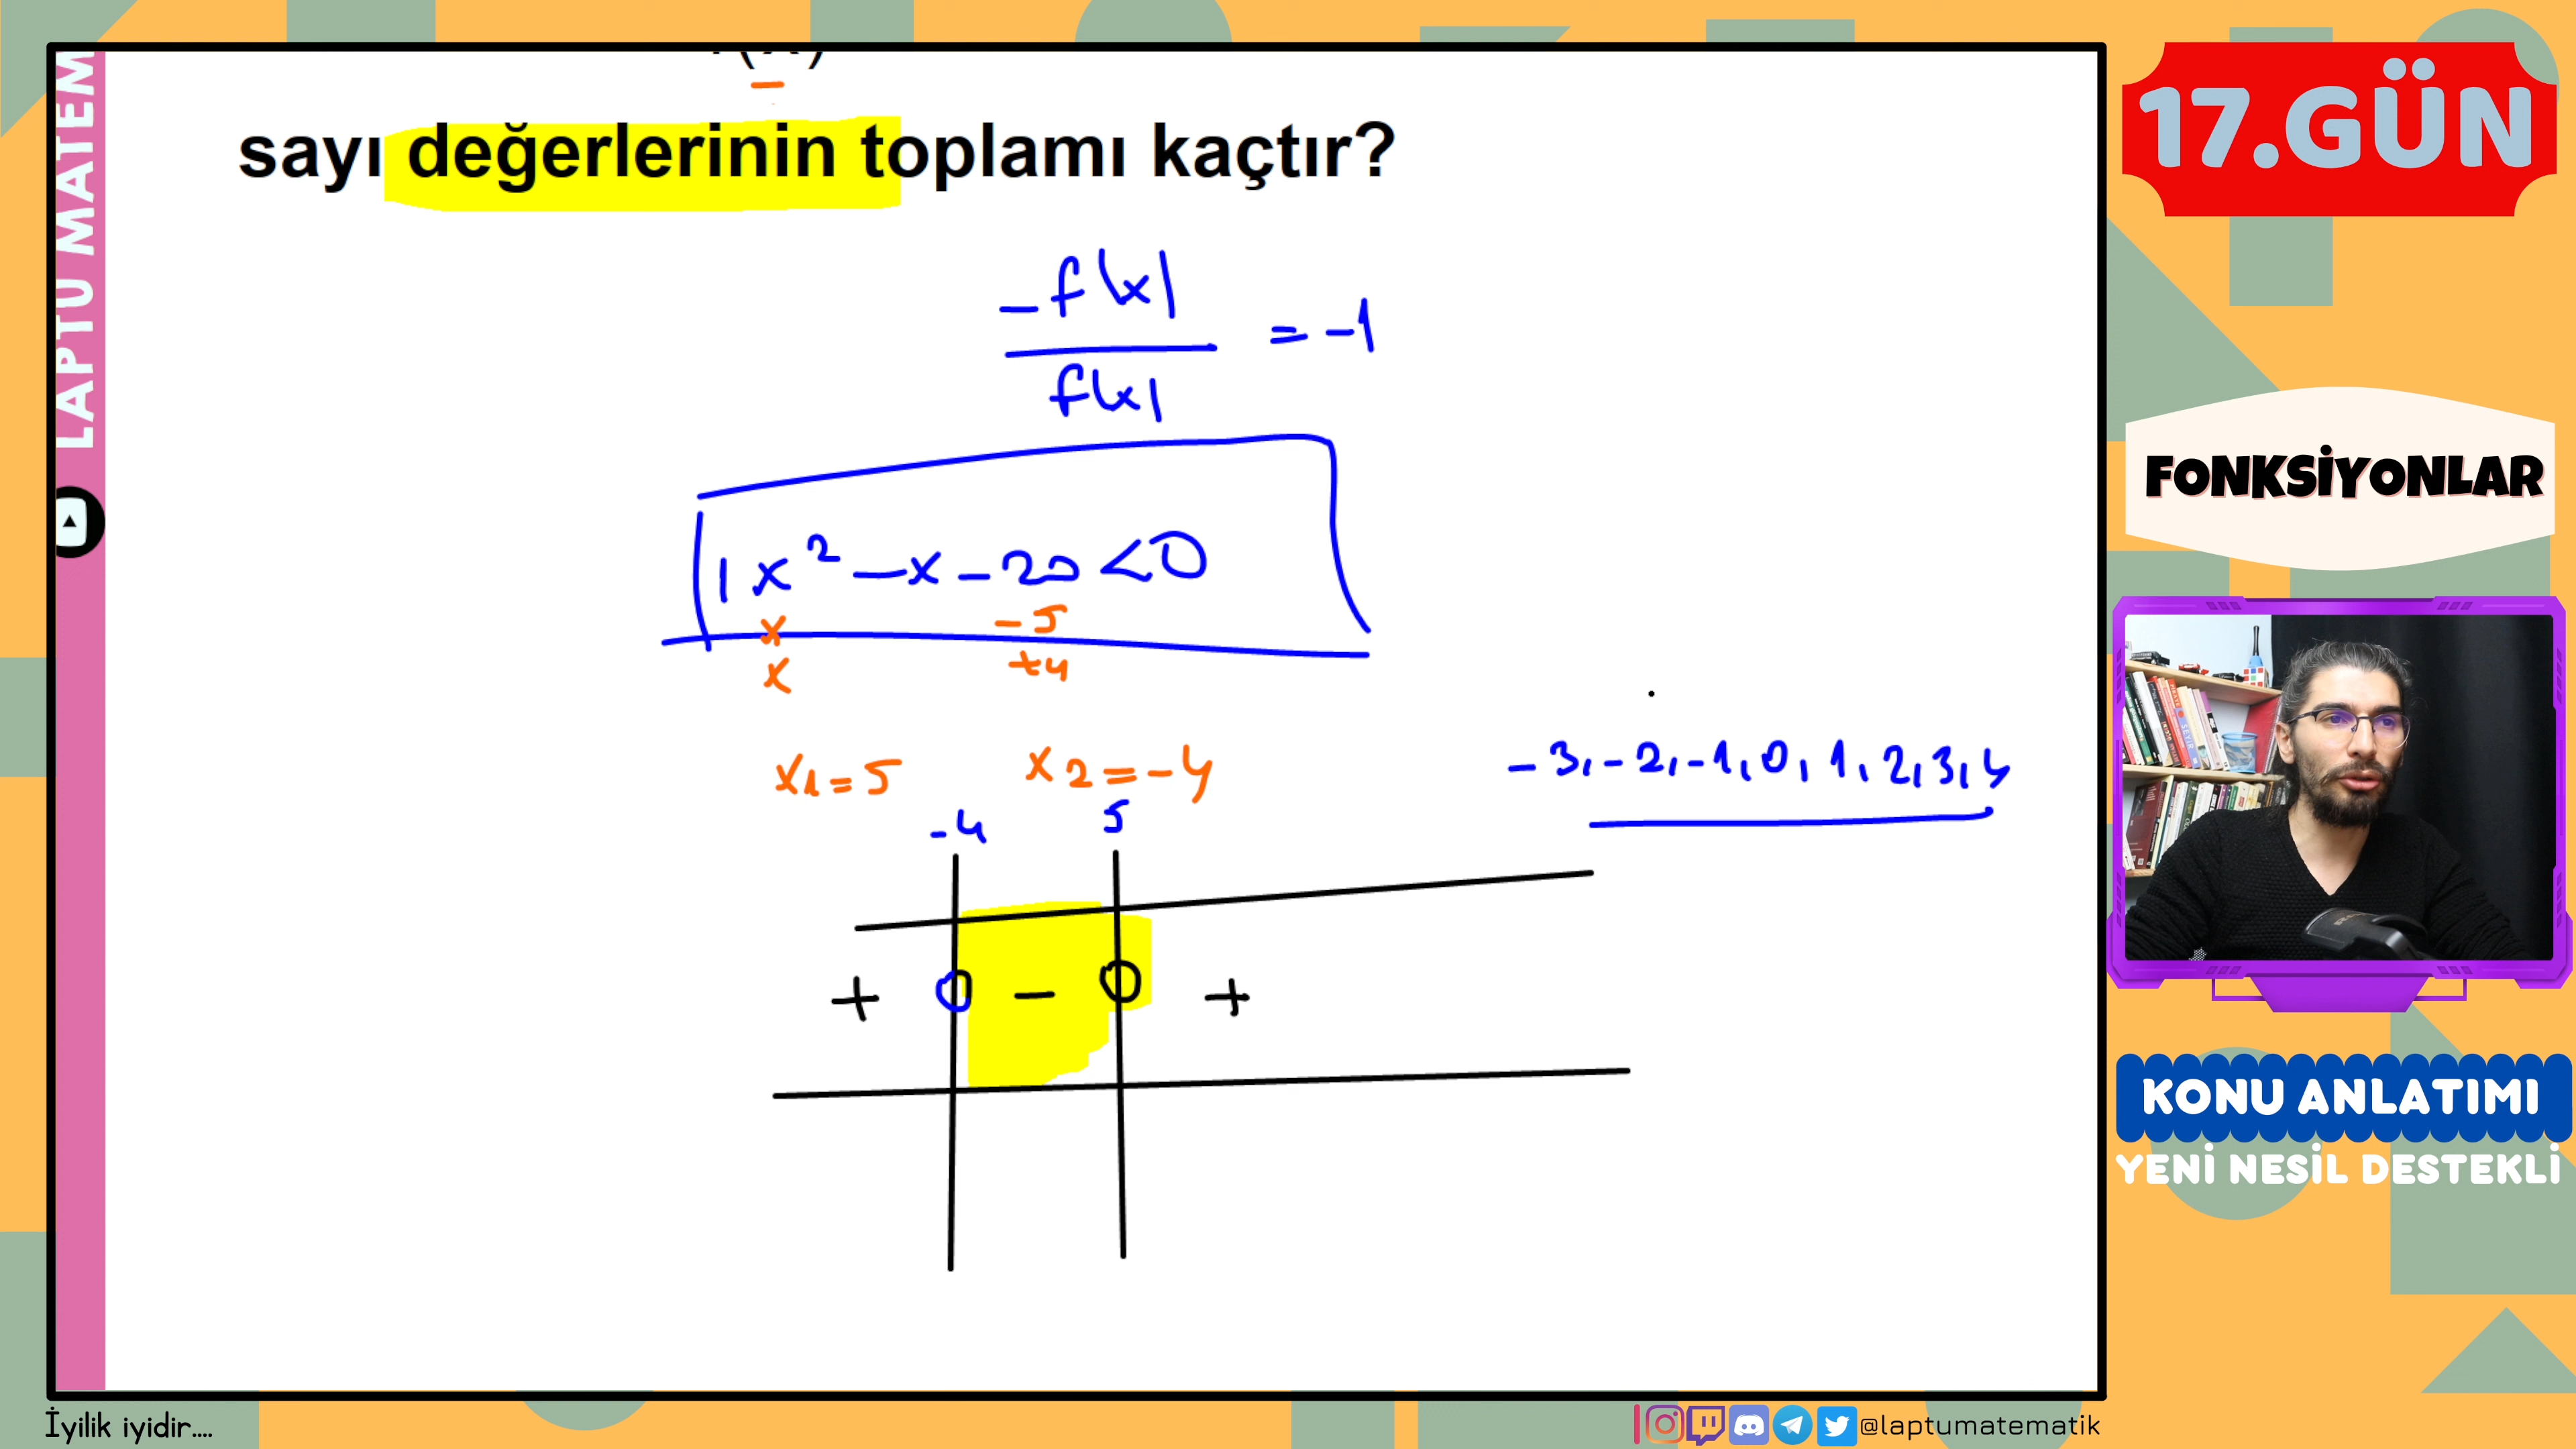 LAPTU MATEM
sayı değerlerinin toplamı kaçtır?
-f(x)
f(x)
= -1
1x² - x - 20 < 0
x -5
x +4
x1 = 5 x2 = -4
-3, -2, -1, 0, 1, 2, 3, 4
-4 5
+ 0 - 0 +
17.GÜN
FONKSİYONLAR
KONU ANLATIMI
YENİ NESİL DESTEKLİ
İyilik iyidir....
@laptumatematik